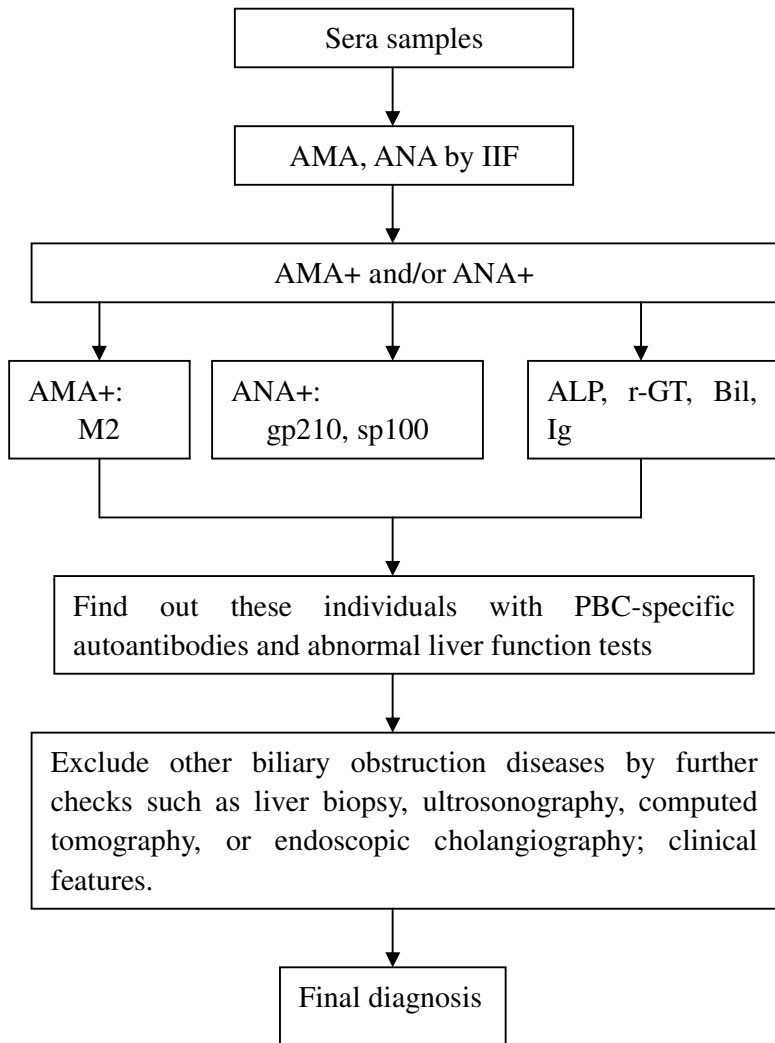 Sera samples
AMA, ANA by IIF
AMA+ and/or ANA+
AMA+:
M2
ANA+:
gp210, sp100
ALP, r-GT, Bil,
Ig
Find out these individuals with PBC-specific
autoantibodies and abnormal liver function tests
Exclude other biliary obstruction diseases by further
checks such as liver biopsy, ultrosonography, computed
tomography, or endoscopic cholangiography; clinical
features.
Final diagnosis